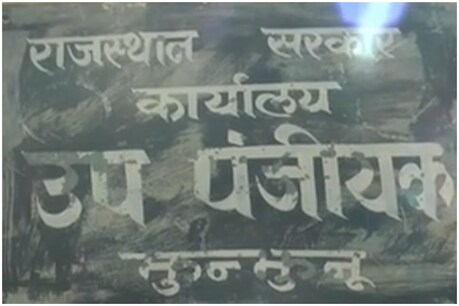 राजस्थान सरकार
कार्यालय
उप पंजीयक
झुन्झुनू